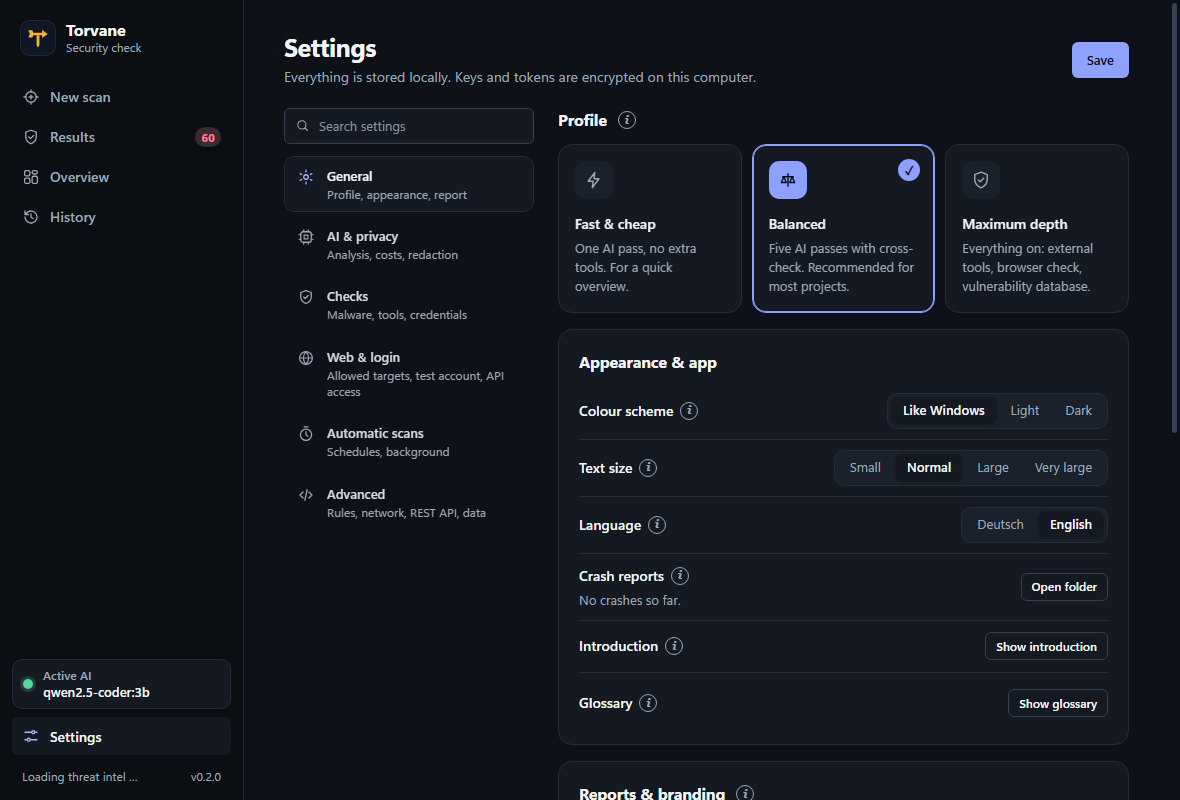 Torvane
Security check
New scan
Results
60
Overview
History
Active AI
qwen2.5-coder:3b
Settings
Loading threat intel ...
v0.2.0
Settings
Everything is stored locally. Keys and tokens are encrypted on this computer.
Save
Search settings
General
Profile, appearance, report
AI & privacy
Analysis, costs, redaction
Checks
Malware, tools, credentials
Web & login
Allowed targets, test account, API
access
Automatic scans
Schedules, background
Advanced
Rules, network, REST API, data
Profile
Fast & cheap
One AI pass, no extra
tools. For a quick
overview.
Balanced
Five AI passes with cross-
check. Recommended for
most projects.
Maximum depth
Everything on: external
tools, browser check,
vulnerability database.
Appearance & app
Colour scheme
Like Windows
Light
Dark
Text size
Small
Normal
Large
Very large
Language
Deutsch
English
Crash reports
No crashes so far.
Open folder
Introduction
Show introduction
Glossary
Show glossary
Reports & branding